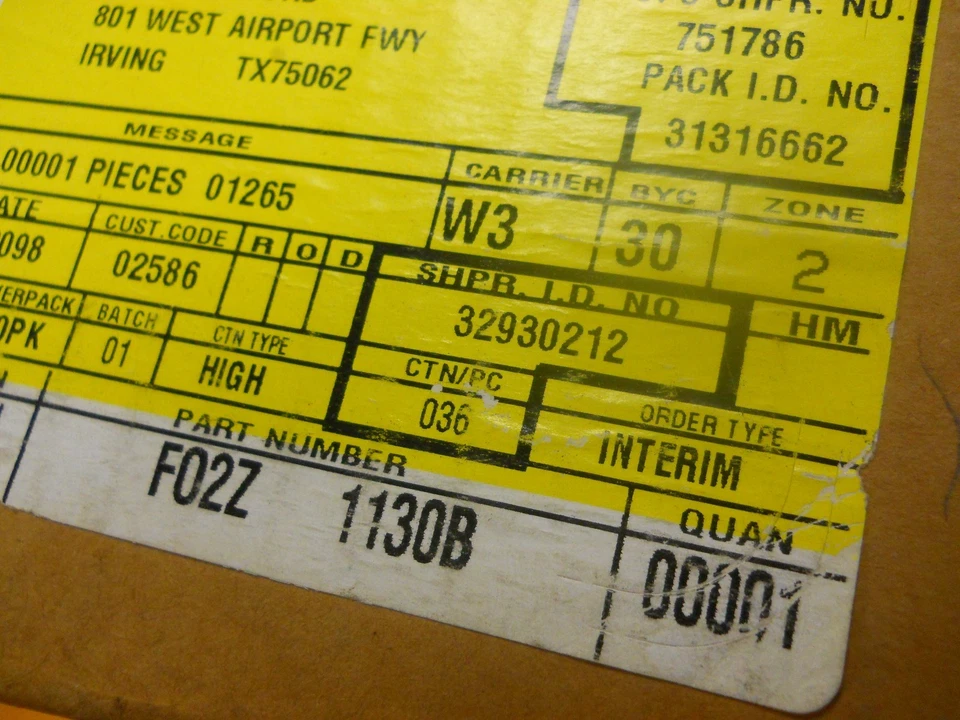 801 WEST AIRPORT FWY
IRVING TX75062
SHPR. NO.
751786
PACK I.D. NO.
31316662
MESSAGE
00001 PIECES 01265
CARRIER
W3
BYC
30
ZONE
2
CUST.CODE
02586
R O D
SHPR. I.D. NO
32930212
HM
BATCH
01
CTN TYPE
HIGH
CTN/PC
036
ORDER TYPE
INTERIM
PART NUMBER
F02Z 1130B
QUAN
00001